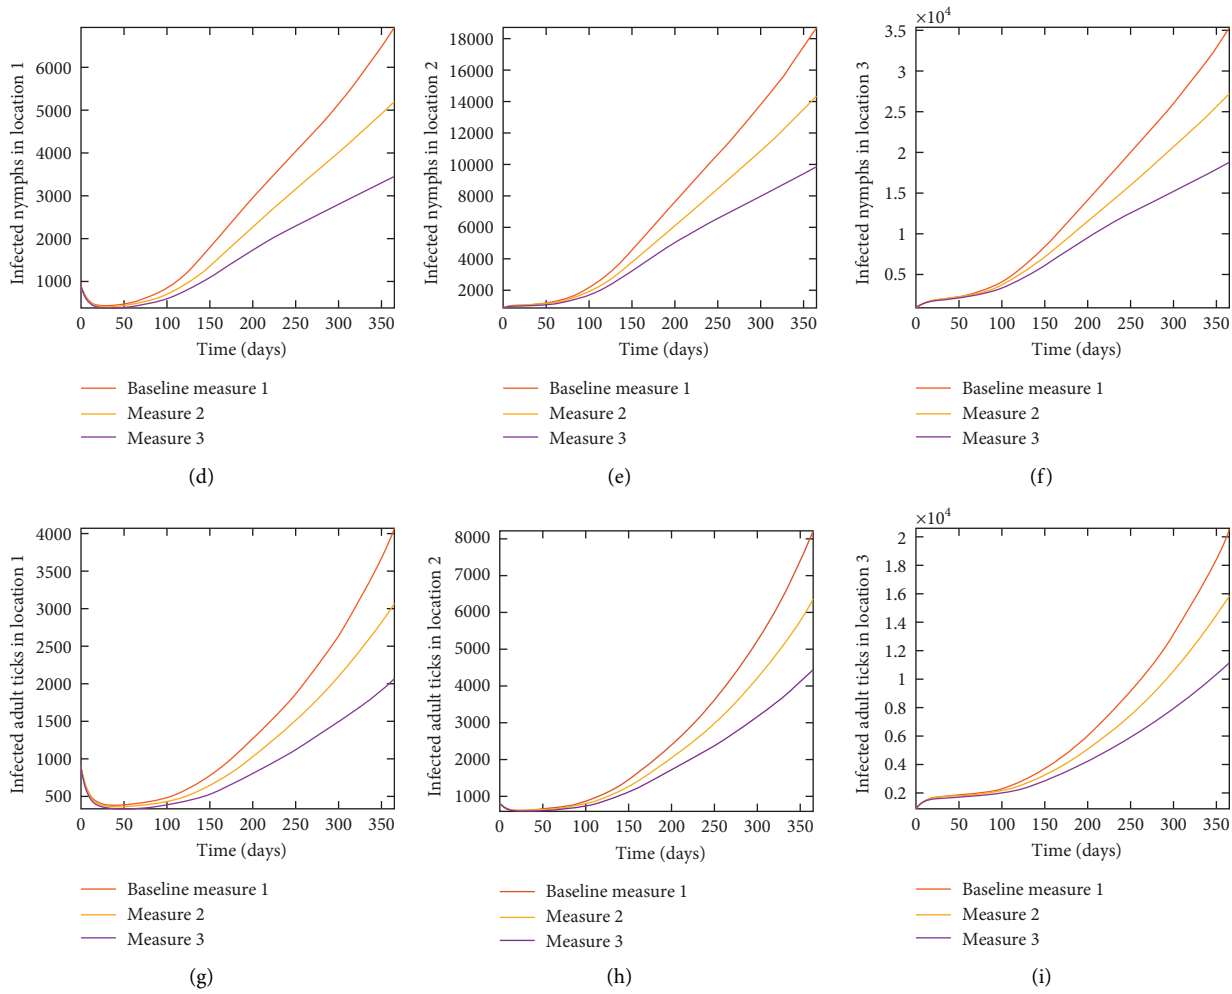 Infected nymphs in location 1
6000
5000
4000
3000
2000
1000
0 50 100 150 200 250 300 350
Time (days)
Baseline measure 1
Measure 2
Measure 3
(d)
Infected nymphs in location 2
18000
16000
14000
12000
10000
8000
6000
4000
2000
0 50 100 150 200 250 300 350
Time (days)
Baseline measure 1
Measure 2
Measure 3
(e)
×10⁴
Infected nymphs in location 3
3.5
3
2.5
2
1.5
1
0.5
0 50 100 150 200 250 300 350
Time (days)
Baseline measure 1
Measure 2
Measure 3
(f)
Infected adult ticks in location 1
4000
3500
3000
2500
2000
1500
1000
500
0 50 100 150 200 250 300 350
Time (days)
Baseline measure 1
Measure 2
Measure 3
(g)
Infected adult ticks in location 2
8000
7000
6000
5000
4000
3000
2000
1000
0 50 100 150 200 250 300 350
Time (days)
Baseline measure 1
Measure 2
Measure 3
(h)
×10⁴
Infected adult ticks in location 3
2
1.8
1.6
1.4
1.2
1
0.8
0.6
0.4
0.2
0 50 100 150 200 250 300 350
Time (days)
Baseline measure 1
Measure 2
Measure 3
(i)